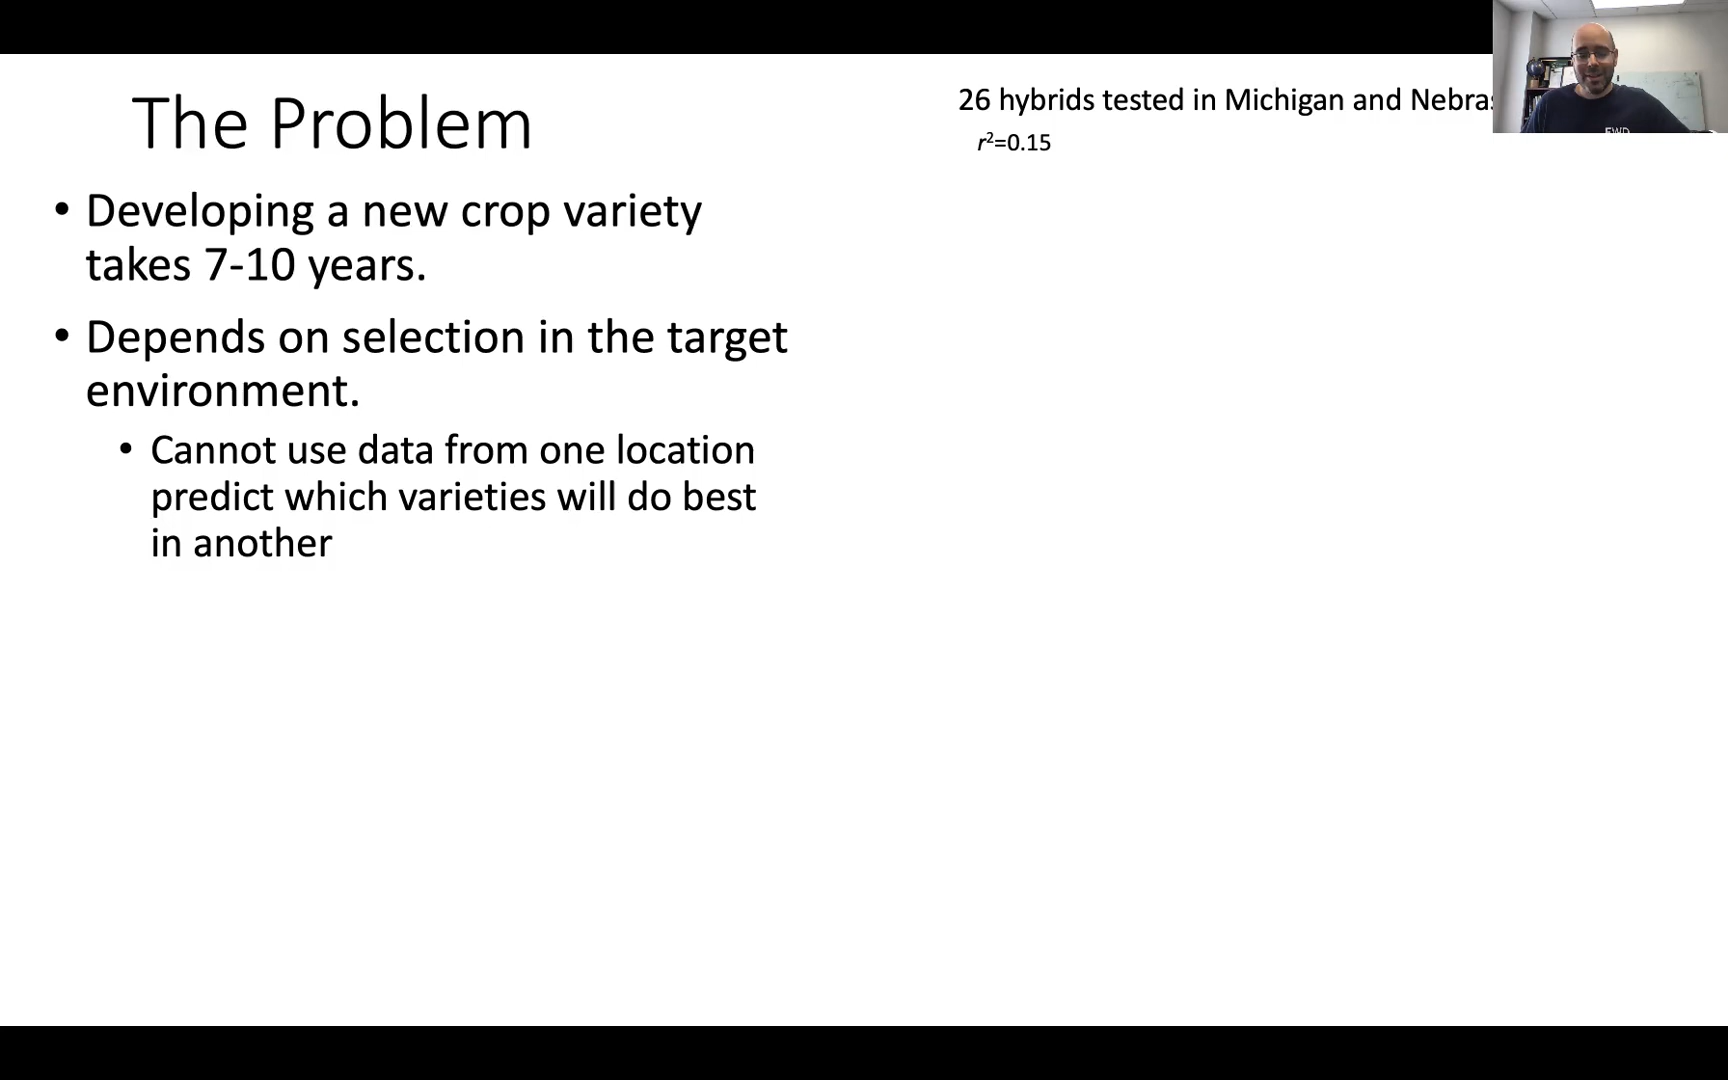 The Problem
• Developing a new crop variety
takes 7-10 years.
• Depends on selection in the target
environment.
• Cannot use data from one location
predict which varieties will do best
in another
26 hybrids tested in Michigan and
r²=0.15